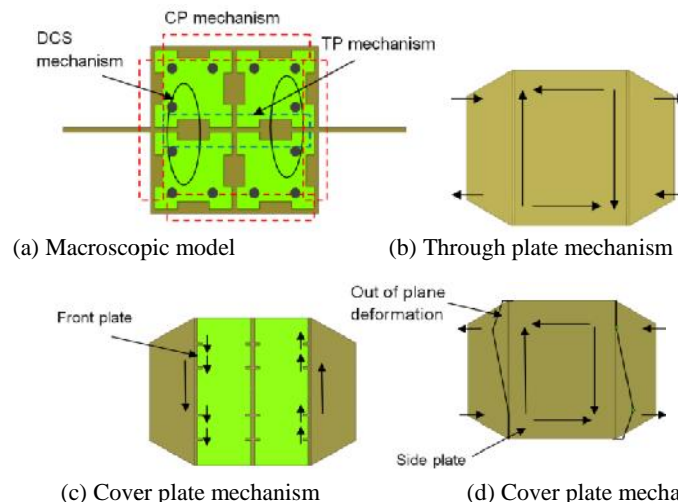 CP mechanism
DCS
mechanism
TP mechanism
(a) Macroscopic model
(b) Through plate mechanism
Front plate
Out of plane
deformation
Side plate
(c) Cover plate mechanism
(d) Cover plate mecha